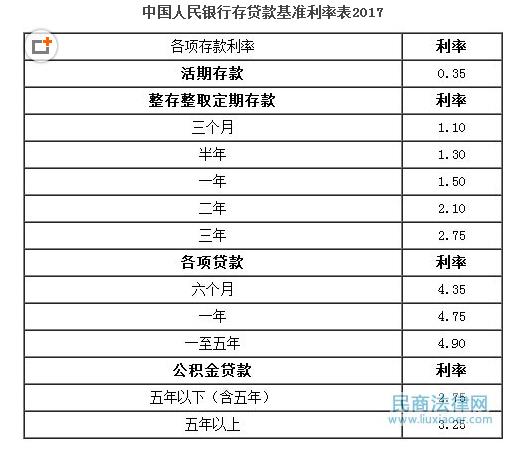 中国人民银行存贷款基准利率表2017
各项存款利率 利率
活期存款 0.35
整存整取定期存款 利率
三个月 1.10
半年 1.30
一年 1.50
二年 2.10
三年 2.75
各项贷款 利率
六个月 4.35
一年 4.75
一至五年 4.90
公积金贷款 利率
五年以下（含五年） 2.75
五年以上 3.25
民商法律网